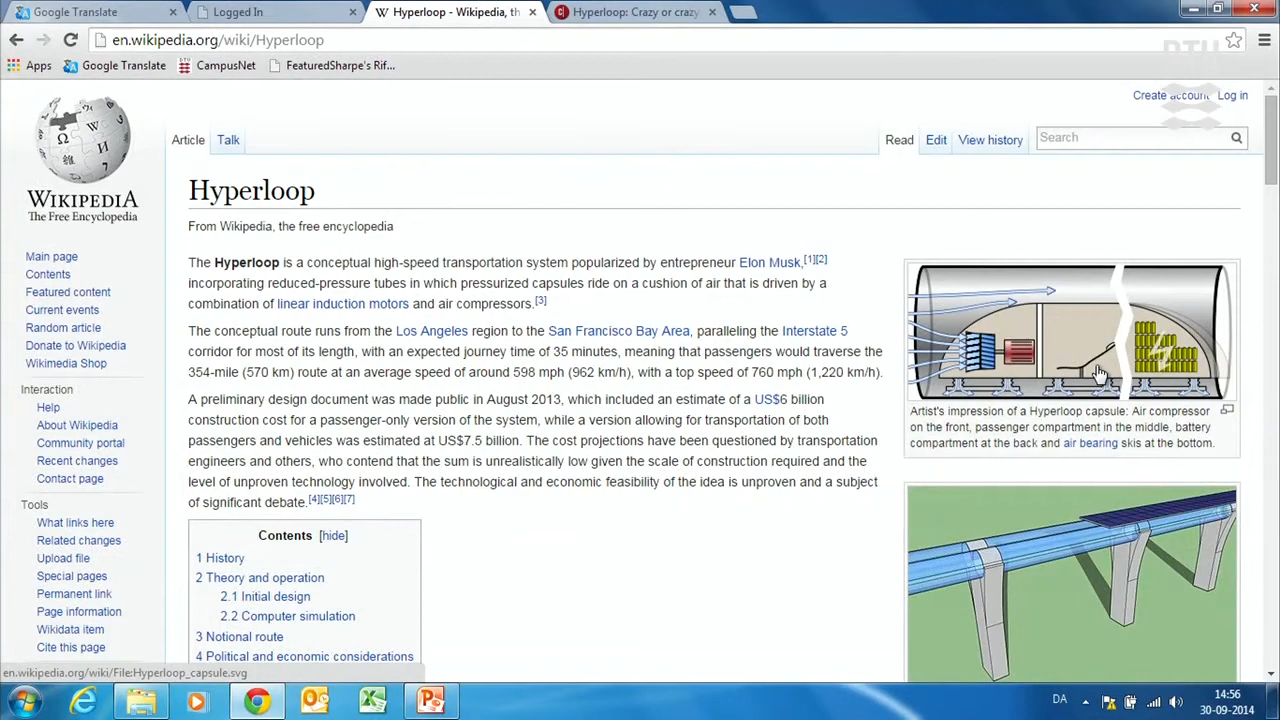 Google Translate
Logged In
Hyperloop - Wikipedia, th
Hyperloop: Crazy or crazy
en.wikipedia.org/wiki/Hyperloop
Apps
Google Translate
CampusNet
FeaturedSharpe's Rif...
DTU
Create account
Log in
Article
Talk
Read
Edit
View history
Search
WIKIPEDIA
The Free Encyclopedia
Main page
Contents
Featured content
Current events
Random article
Donate to Wikipedia
Wikimedia Shop
Interaction
Help
About Wikipedia
Community portal
Recent changes
Contact page
Tools
What links here
Related changes
Upload file
Special pages
Permanent link
Page information
Wikidata item
Cite this page
Hyperloop
From Wikipedia, the free encyclopedia
The Hyperloop is a conceptual high-speed transportation system popularized by entrepreneur Elon Musk,[1][2]
incorporating reduced-pressure tubes in which pressurized capsules ride on a cushion of air that is driven by a
combination of linear induction motors and air compressors.[3]
The conceptual route runs from the Los Angeles region to the San Francisco Bay Area, paralleling the Interstate 5
corridor for most of its length, with an expected journey time of 35 minutes, meaning that passengers would traverse the
354-mile (570 km) route at an average speed of around 598 mph (962 km/h), with a top speed of 760 mph (1,220 km/h).
A preliminary design document was made public in August 2013, which included an estimate of a US$6 billion
construction cost for a passenger-only version of the system, while a version allowing for transportation of both
passengers and vehicles was estimated at US$7.5 billion. The cost projections have been questioned by transportation
engineers and others, who contend that the sum is unrealistically low given the scale of construction required and the
level of unproven technology involved. The technological and economic feasibility of the idea is unproven and a subject
of significant debate.[4][5][6][7]
Contents [hide]
1 History
2 Theory and operation
2.1 Initial design
2.2 Computer simulation
3 Notional route
4 Political and economic considerations
Artist's impression of a Hyperloop capsule: Air compressor
on the front, passenger compartment in the middle, battery
compartment at the back and air bearing skis at the bottom.
en.wikipedia.org/wiki/File:Hyperloop_capsule.svg
DA
14:56
30-09-2014